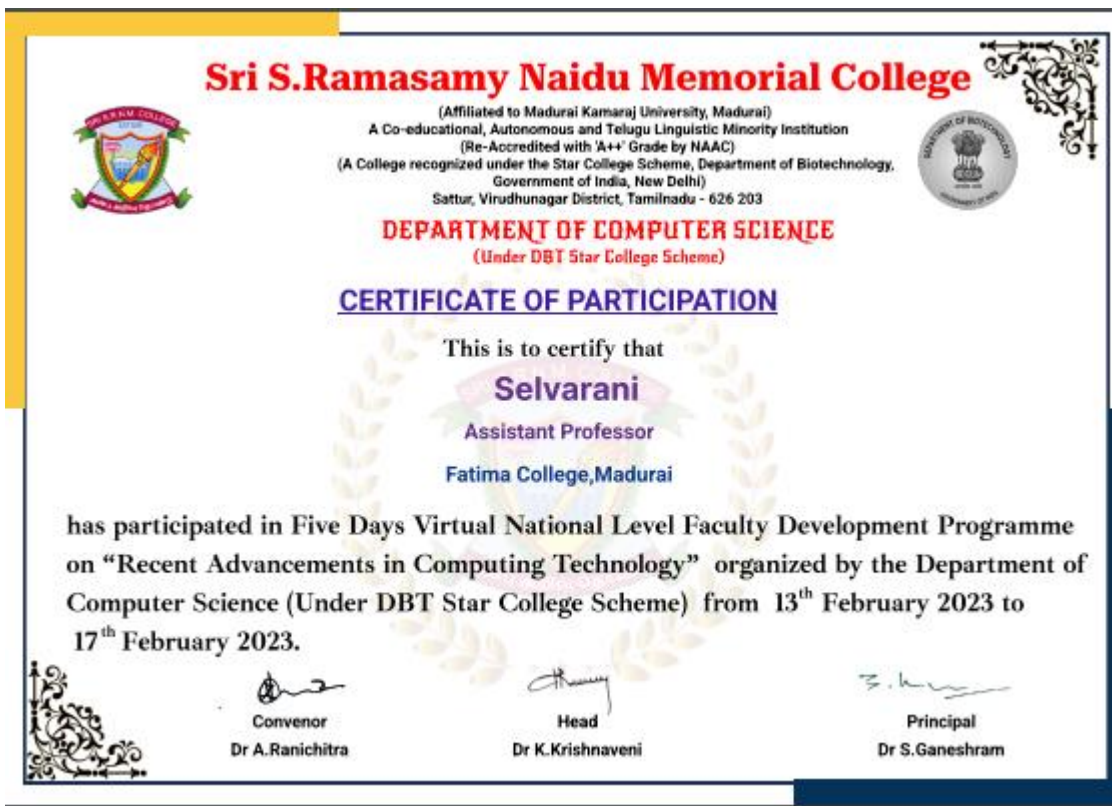 Sri S.Ramasamy Naidu Memorial College
(Affiliated to Madurai Kamaraj University, Madurai)
A Co-educational, Autonomous and Telugu Linguistic Minority Institution
(Re-Accredited with 'A++' Grade by NAAC)
(A College recognized under the Star College Scheme, Department of Biotechnology,
Government of India, New Delhi)
Sattur, Virudhunagar District, Tamilnadu - 626 203
DEPARTMENT OF COMPUTER SCIENCE
(Under DBT Star College Scheme)
CERTIFICATE OF PARTICIPATION
This is to certify that
Selvarani
Assistant Professor
Fatima College,Madurai
has participated in Five Days Virtual National Level Faculty Development Programme
on “Recent Advancements in Computing Technology” organized by the Department of
Computer Science (Under DBT Star College Scheme) from 13th February 2023 to
17th February 2023.
Convenor
Head
Principal
Dr A.Ranichitra
Dr K.Krishnaveni
Dr S.Ganeshram